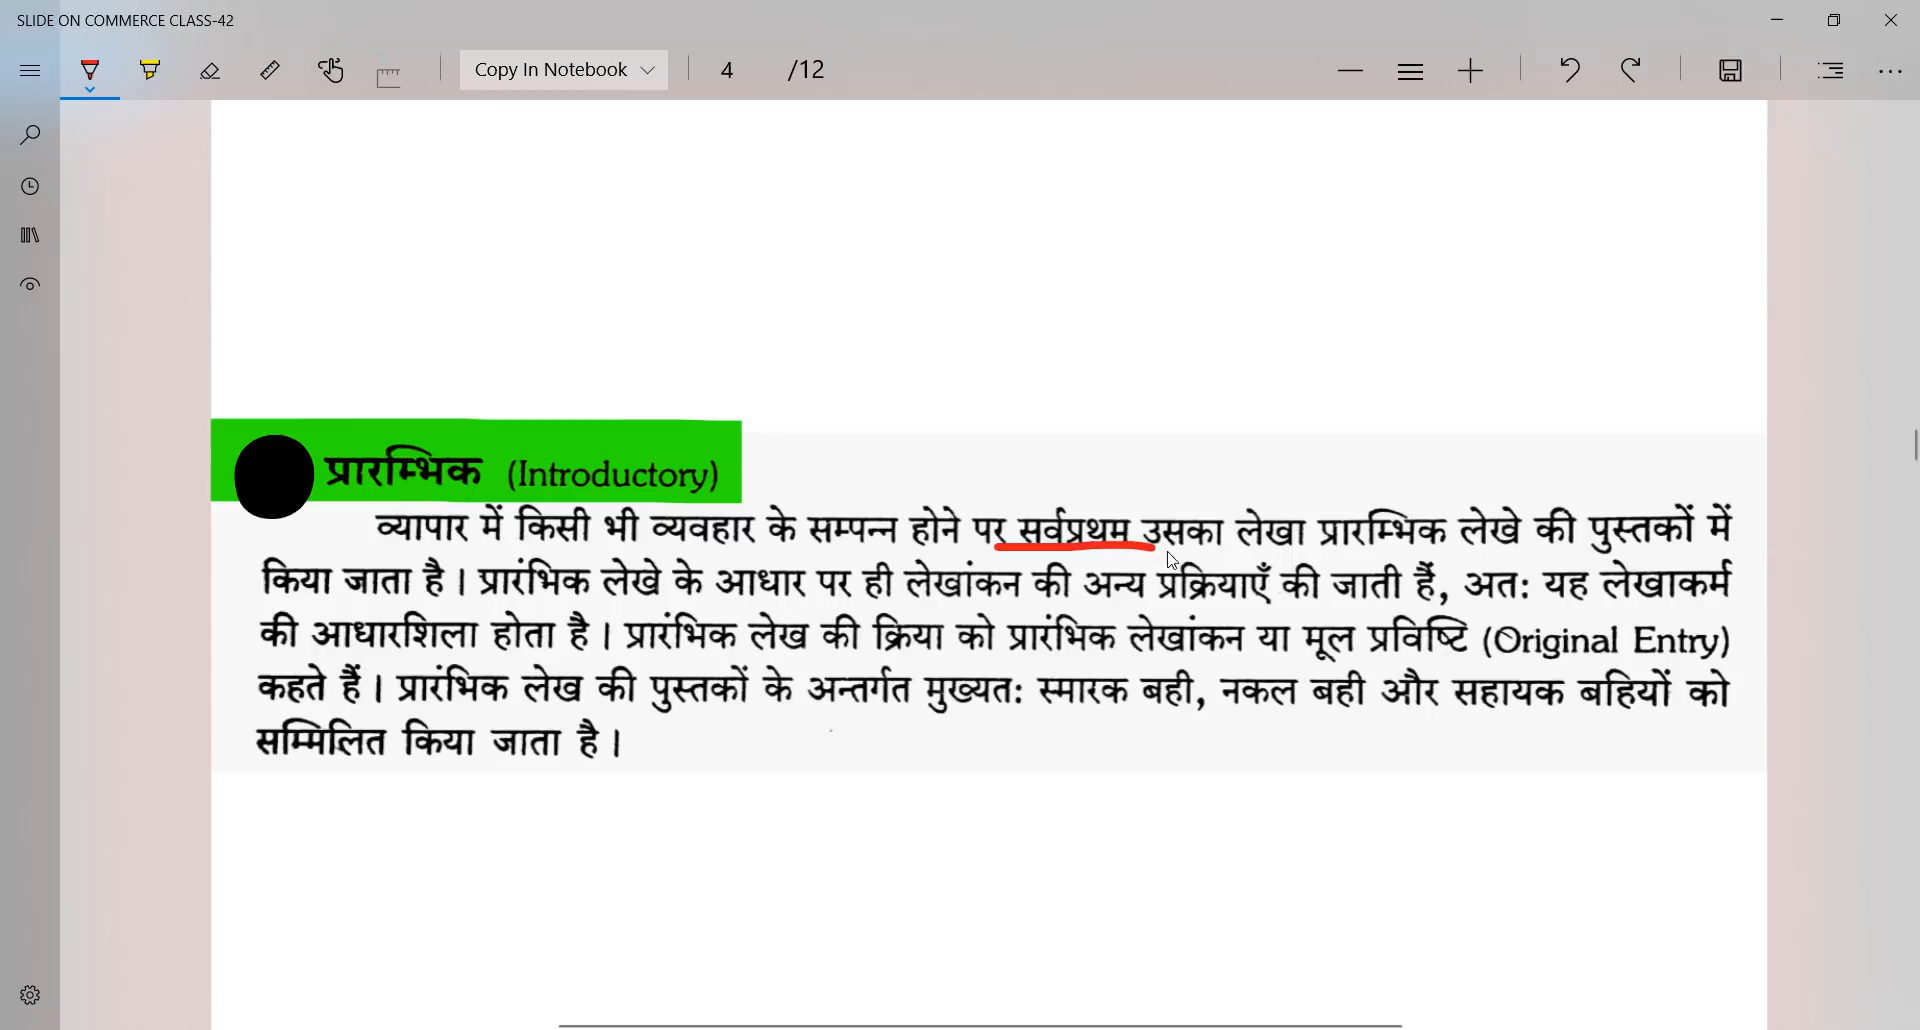 SLIDE ON COMMERCE CLASS-42
Copy In Notebook
4 /12
प्रारम्भिक (Introductory)
व्यापार में किसी भी व्यवहार के सम्पन्न होने पर सर्वप्रथम उसका लेखा प्रारम्भिक लेखे की पुस्तकों में
किया जाता है। प्रारंभिक लेखे के आधार पर ही लेखांकन की अन्य प्रक्रियाएँ की जाती हैं, अत: यह लेखाकर्म
की आधारशिला होता है। प्रारंभिक लेख की क्रिया को प्रारंभिक लेखांकन या मूल प्रविष्टि (Original Entry)
कहते हैं। प्रारंभिक लेख की पुस्तकों के अन्तर्गत मुख्यत: स्मारक बही, नकल बही और सहायक बहियों को
सम्मिलित किया जाता है।